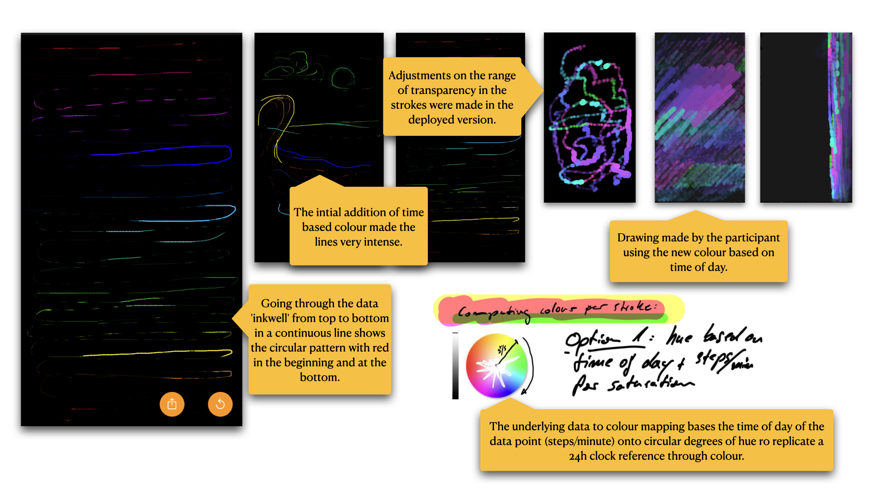 Adjustments on the range
of transparency in the
strokes were made in the
deployed version.
The intial addition of time
based colour made the
lines very intense.
Drawing made by the participant
using the new colour based on
time of day.
Going through the data
'inkwell' from top to bottom
in a continuous line shows
the circular pattern with red
in the beginning and at the
bottom.
Computing colour per stroke:
Option 1: hue based on
time of day + steps/min
for saturation
The underlying data to colour mapping bases the time of day of the
data point (steps/minute) onto circular degrees of hue ro replicate a
24h clock reference through colour.